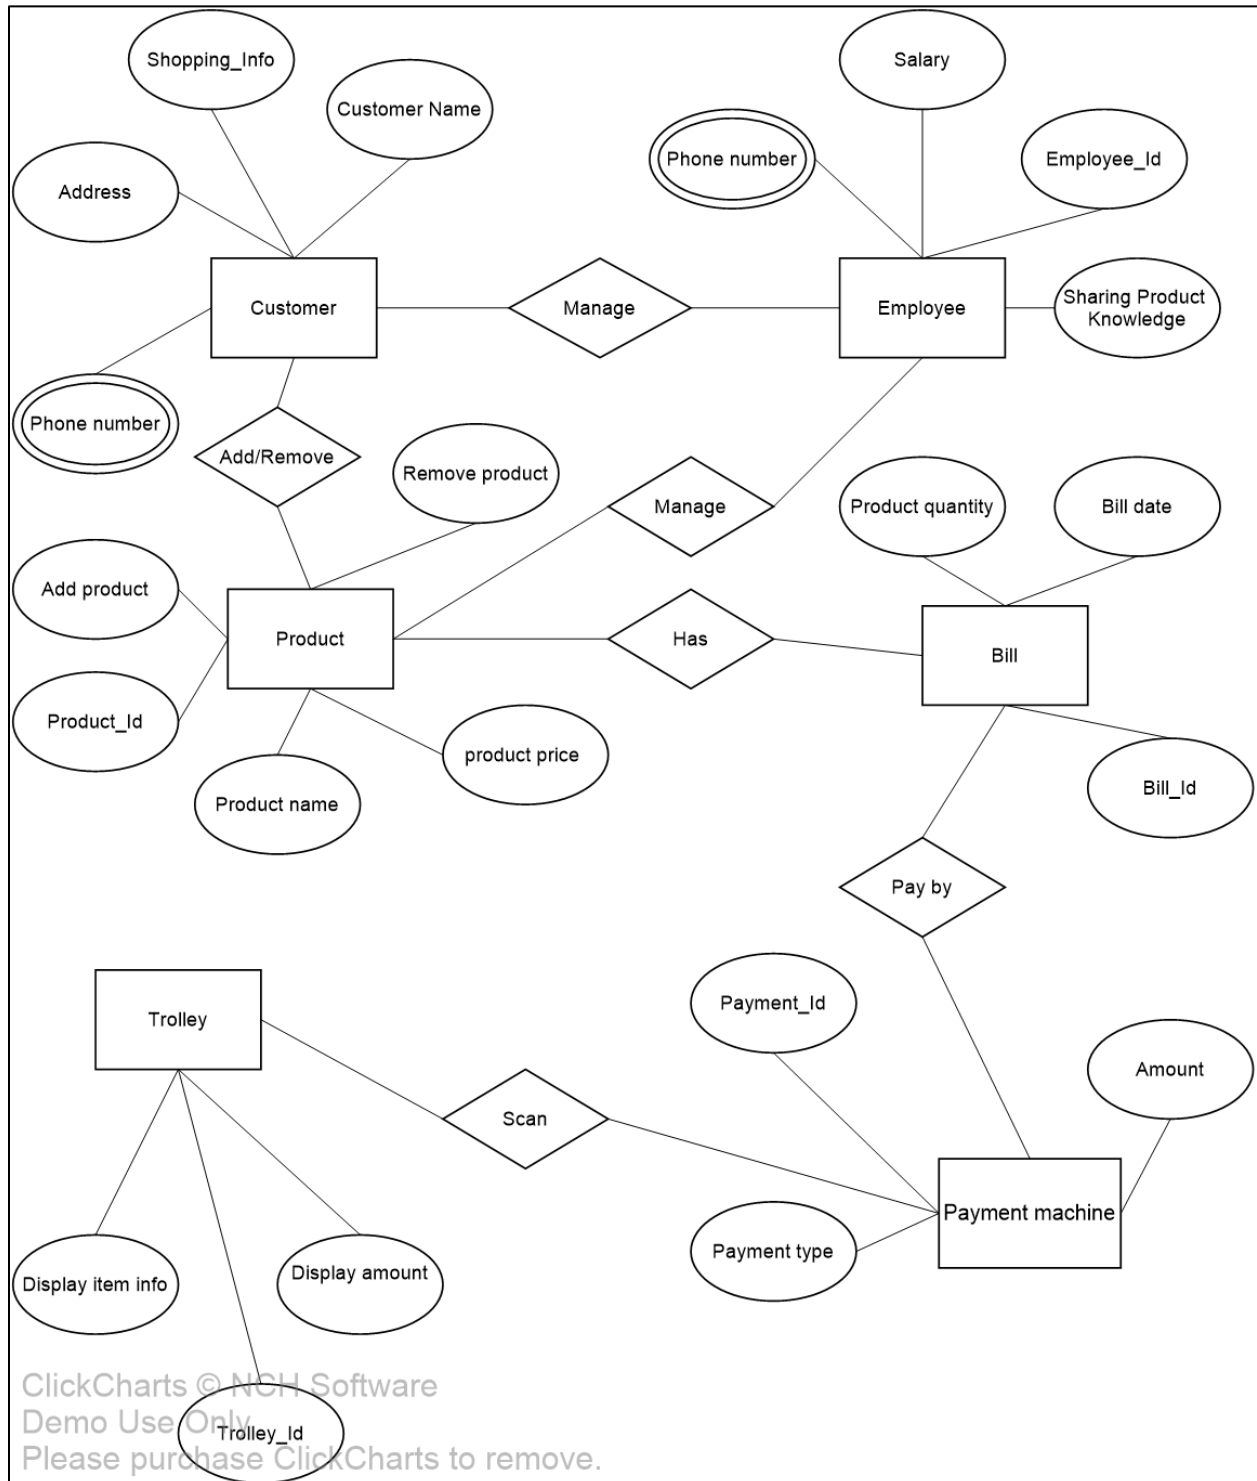 Shopping_Info
Salary
Customer Name
Phone number
Employee_Id
Address
Customer
Manage
Employee
Sharing Product
Knowledge
Phone number
Add/Remove
Remove product
Manage
Product quantity
Bill date
Add product
Product
Has
Bill
Product_Id
product price
Product name
Bill_Id
Pay by
Trolley
Payment_Id
Amount
Scan
Payment machine
Payment type
Display item info
Display amount
Trolley_Id
ClickCharts © NCH Software
Demo Use Only
Please purchase ClickCharts to remove.